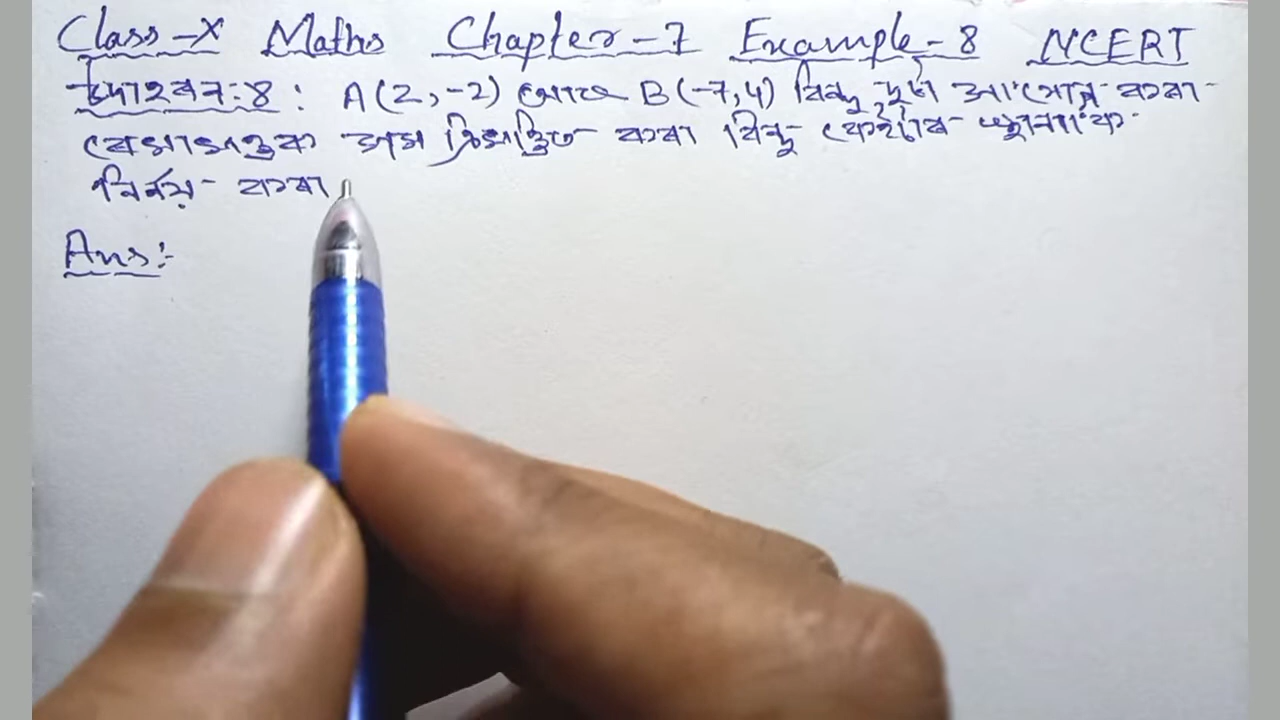 Class-X Maths Chapter-7 Example-8 NCERT
উদাহৰণ:8: A(2,-2) আৰু B(-7,4) বিন্দু দুটা সংযোগ কৰা
ৰেখাখণ্ডক সম ত্ৰিখণ্ডিত কৰা বিন্দু কেইটাৰ স্থানাংক
নিৰ্ণয় কৰা
Ans:-